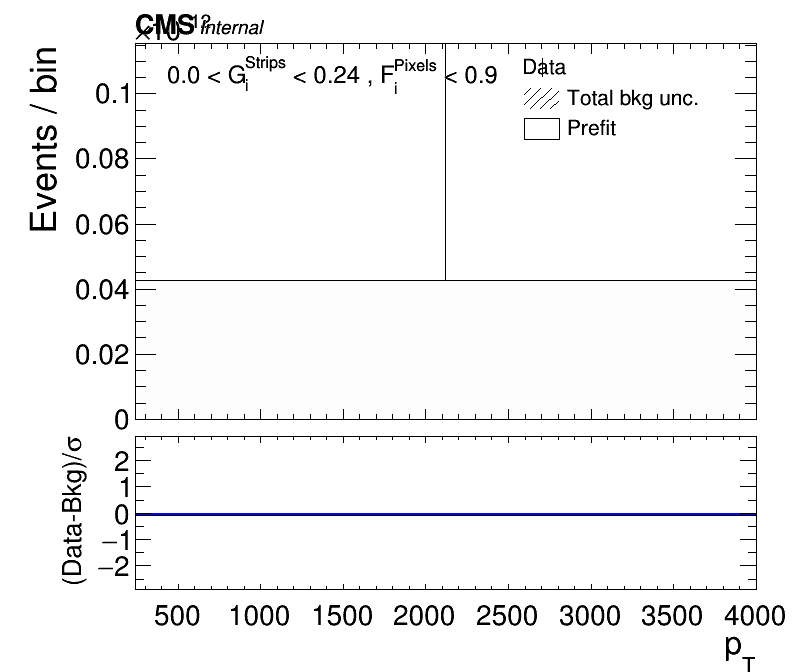 CMS Internal
×10
0.0 < G_i^Strips < 0.24 , F_i^Pixels < 0.9
Data
Total bkg unc.
Prefit
Events / bin
0.1
0.08
0.06
0.04
0.02
0
(Data-Bkg)/σ
2
1
0
−1
−2
500 1000 1500 2000 2500 3000 3500 4000
p_T